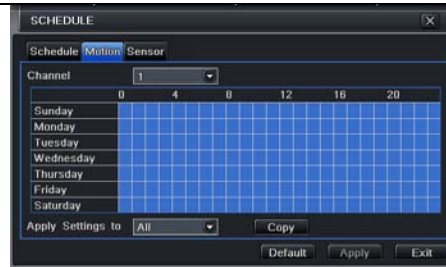 SCHEDULE X
Schedule Motion Sensor
Channel 1
0 4 8 12 16 20
Sunday
Monday
Tuesday
Wednesday
Thursday
Friday
Saturday
Apply Settings to All Copy
Default Apply Exit